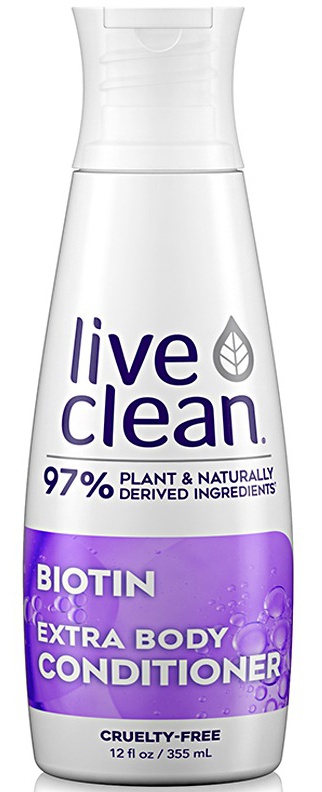 live
clean.
97% PLANT & NATURALLY
DERIVED INGREDIENTS*
BIOTIN
EXTRA BODY
CONDITIONER
CRUELTY-FREE
12 fl oz / 355 mL